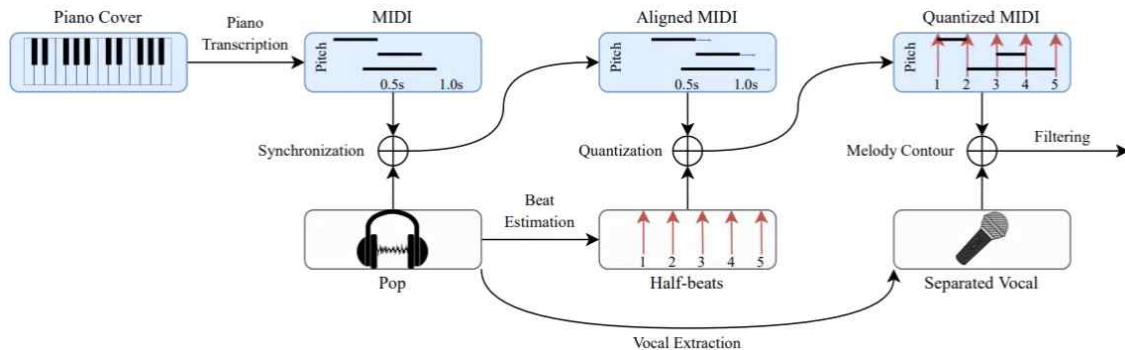 Piano Cover
Piano
Transcription
MIDI
Pitch
0.5s 1.0s
Aligned MIDI
Pitch
0.5s 1.0s
Quantized MIDI
Pitch
1 2 3 4 5
Synchronization
Quantization
Melody Contour
Filtering
Beat
Estimation
1 2 3 4 5
Pop
Half-beats
Separated Vocal
Vocal Extraction